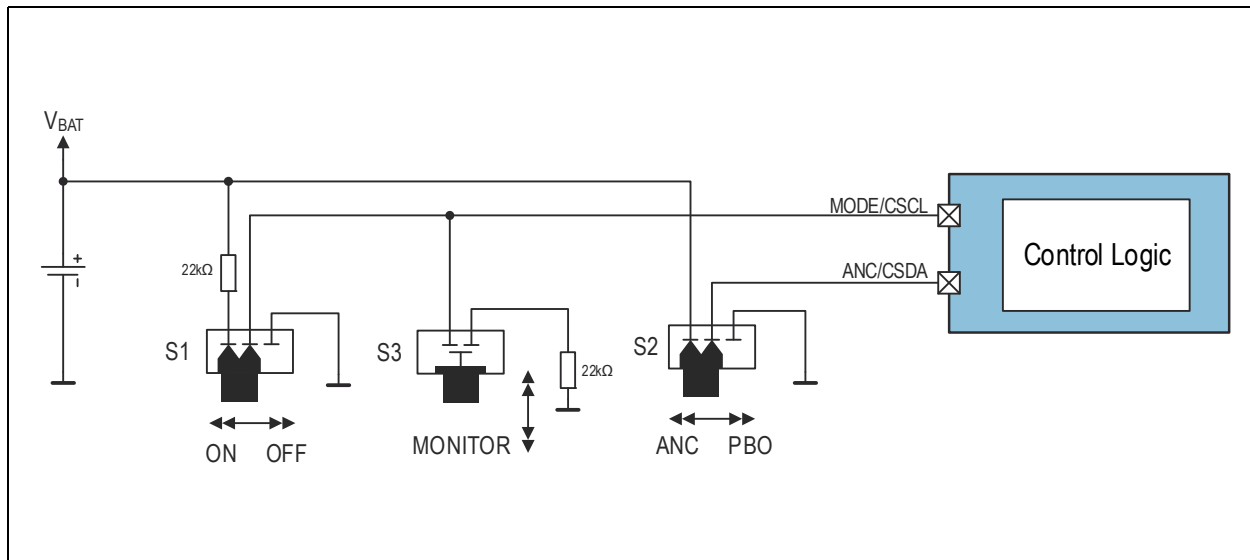 VBAT
MODE/CSCL
22kΩ
ANC/CSDA
Control Logic
+
S1
S3
22kΩ
S2
ON OFF
MONITOR
ANC PBO